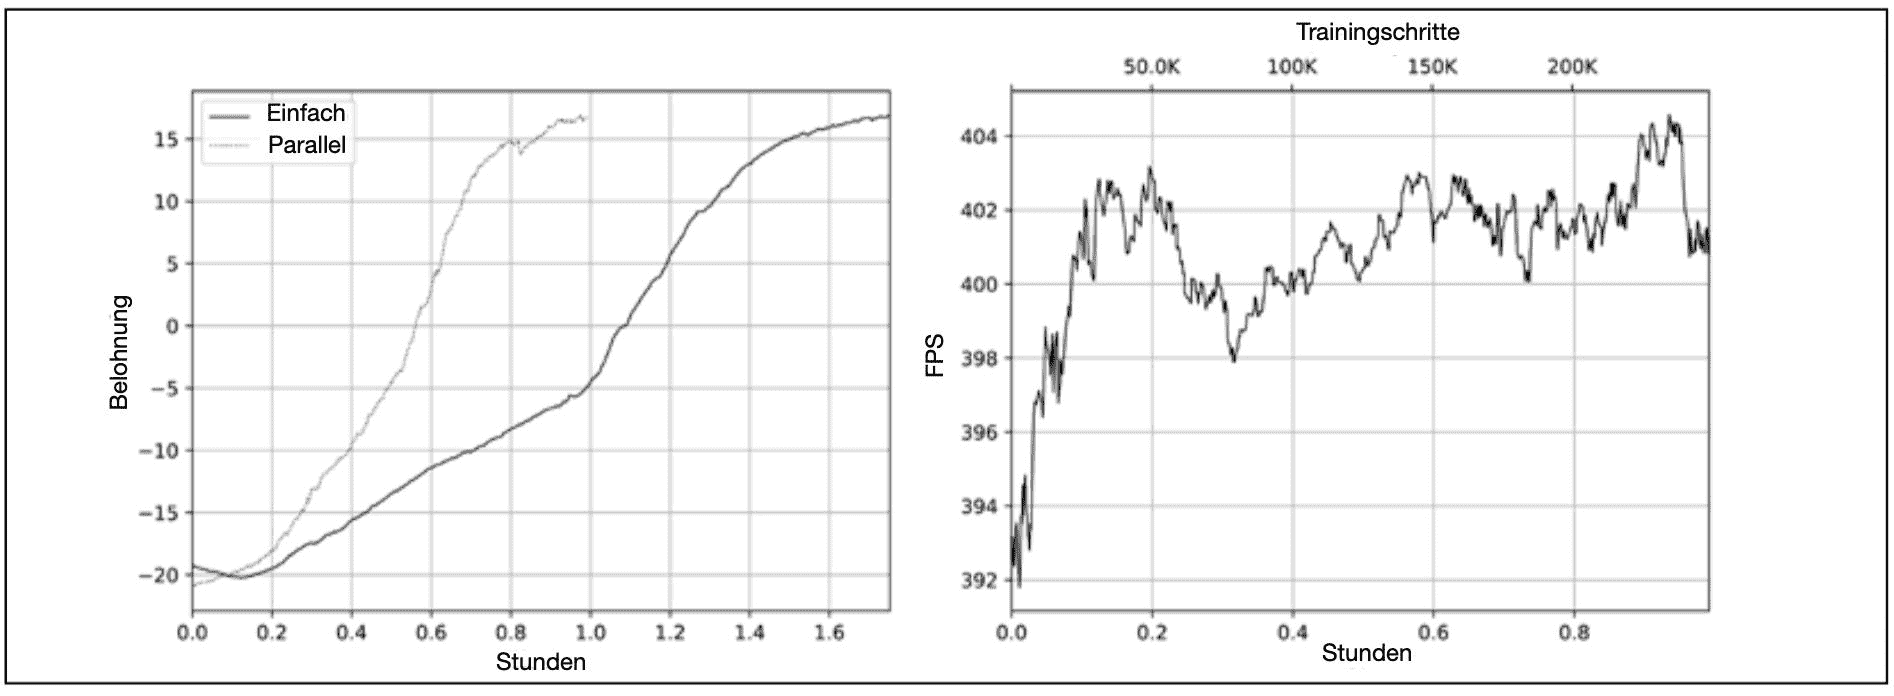 Einfach
Parallel
15
10
5
0
−5
−10
−15
−20
Belohnung
0.0 0.2 0.4 0.6 0.8 1.0 1.2 1.4 1.6
Stunden
Trainingschritte
50.0K 100K 150K 200K
404
402
400
398
396
394
392
FPS
0.0 0.2 0.4 0.6 0.8
Stunden